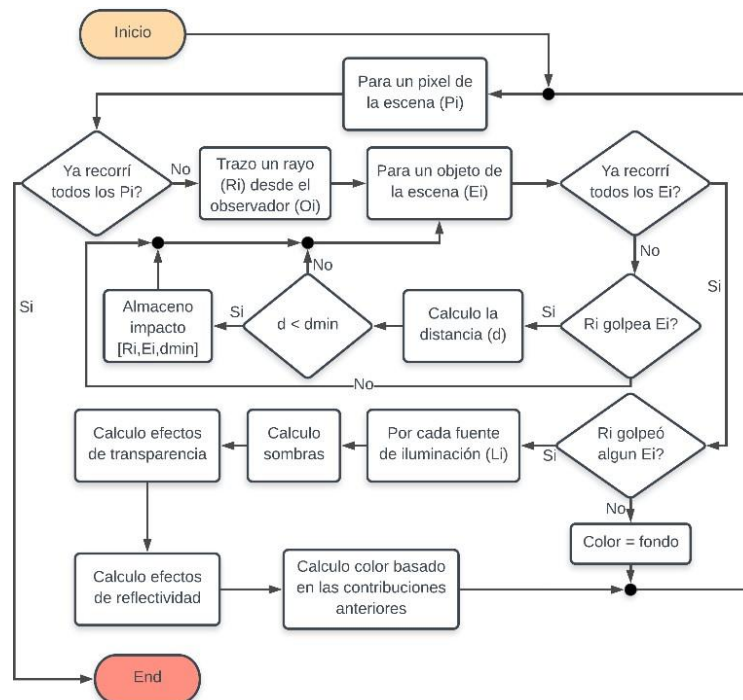 Inicio
Para un pixel de
la escena (Pi)
Ya recorrí
todos los Pi?
No
Trazo un rayo
(Ri) desde el
observador (Oi)
Para un objeto de
la escena (Ei)
Ya recorrí
todos los Ei?
No
Si
Si
Ri golpea Ei?
Si
Calculo la
distancia (d)
d < dmin
No
Si
Almaceno
impacto
[Ri,Ei,dmin]
No
Ri golpeó
algun Ei?
Si
Por cada fuente
de iluminación (Li)
Calculo
sombras
Calculo efectos
de transparencia
No
Color = fondo
Calculo efectos
de reflectividad
Calculo color basado
en las contribuciones
anteriores
End